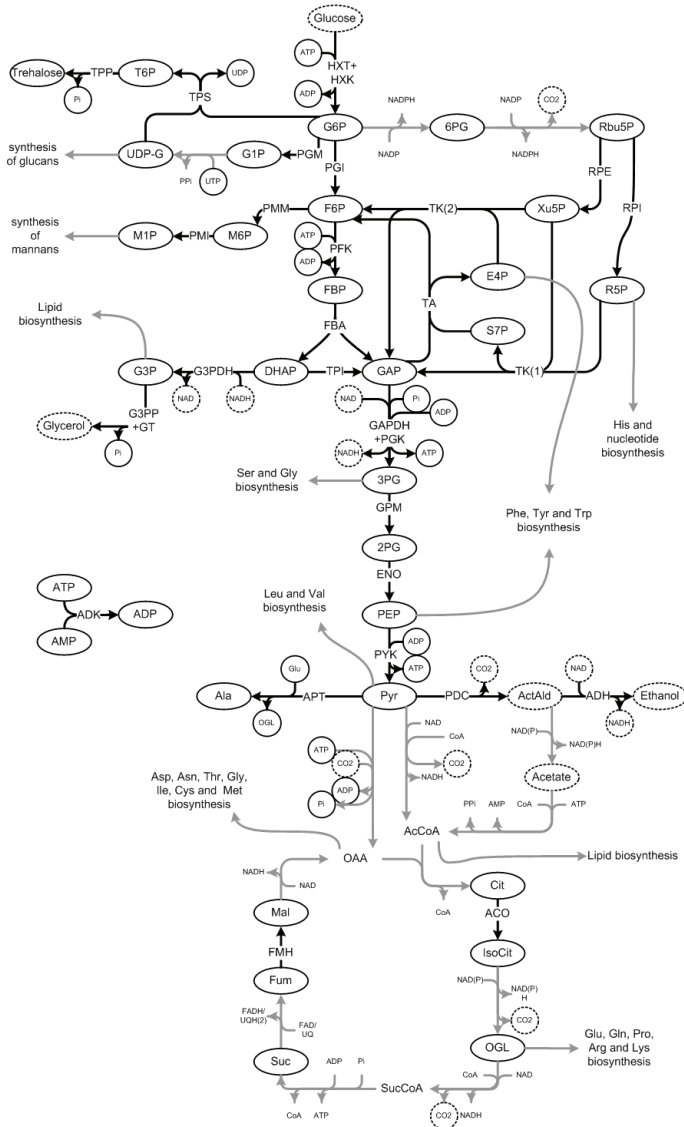 Glucose
ATP
HXT+
HXK
ADP
Trehalose
TPP
T6P
UDP
Pi
TPS
G6P
NADPH
NADP
6PG
NADP
CO2
NADPH
Rbu5P
synthesis
of glucans
UDP-G
G1P
PGM
PPi
UTP
PGI
RPE
RPI
synthesis
of
mannans
M1P
PMI
M6P
PMM
F6P
TK(2)
Xu5P
ATP
PFK
ADP
FBP
TA
E4P
R5P
S7P
Lipid
biosynthesis
FBA
G3P
G3PDH
DHAP
TPI
GAP
TK(1)
NAD
NADH
G3PP
+GT
Glycerol
Pi
NAD
Pi
ADP
GAPDH
+PGK
NADH
ATP
His and
nucleotide
biosynthesis
Ser and Gly
biosynthesis
3PG
GPM
Phe, Tyr and Trp
biosynthesis
2PG
ENO
ATP
ADK
ADP
AMP
Leu and Val
biosynthesis
PEP
ADP
PYK
ATP
Ala
Glu
OGL
APT
Pyr
PDC
CO2
ActAld
NAD
ADH
NADH
Ethanol
ATP
CO2
ADP
Pi
NAD
CoA
CO2
NADH
NAD(P)
NAD(P)H
Acetate
Asp, Asn, Thr, Gly,
Ile, Cys and Met
biosynthesis
PPi
AMP
CoA
ATP
AcCoA
OAA
Lipid biosynthesis
NADH
NAD
CoA
Cit
Mal
ACO
FMH
IsoCit
Fum
NAD(P)
NAD(P)
H
CO2
FADH/
UQH(2)
FAD/
UQ
OGL
Glu, Gln, Pro,
Arg and Lys
biosynthesis
Suc
ADP
Pi
SucCoA
CoA
NAD
CoA
ATP
CO2
NADH